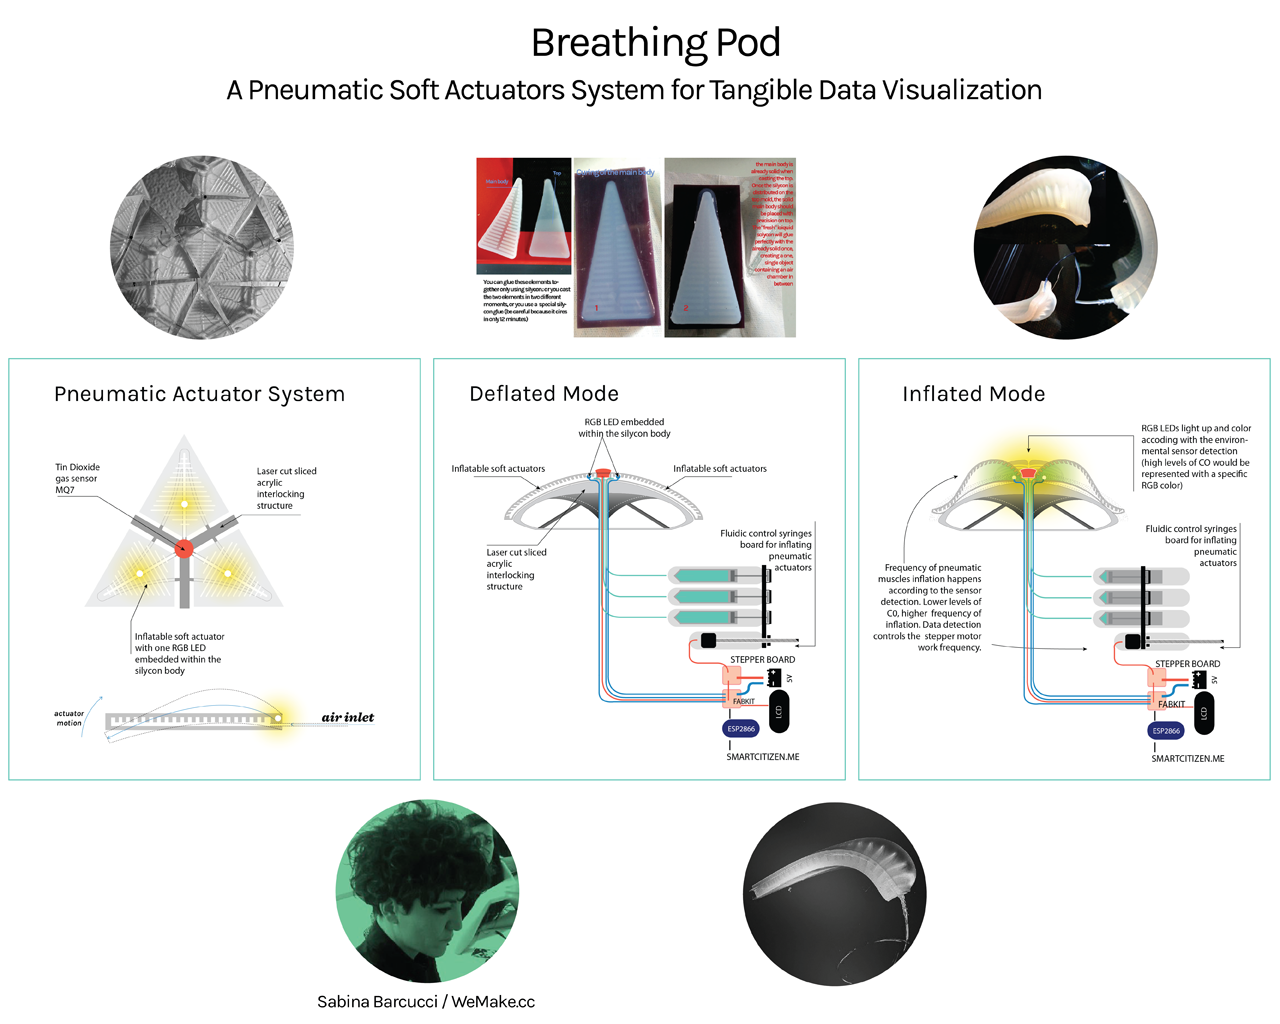 Breathing Pod
A Pneumatic Soft Actuators System for Tangible Data Visualization
Main body
Top
You can glue these elements to-
gether only using silycon: or you cast
the two elements in two different
moments, or you use a special sily-
con glue (be careful because it cires
in only 12 minutes)
Curing of the main body
1
2
the main body is
already solid when
casting the top.
Once the silycon is
distributed on the
top mold, the solid
main body should
be placed with
precision on top.
The "fresh" loquid
solycon will glue
perfectly with the
already solid once,
creating a one,
single object
containing an air
chamber in
between
Pneumatic Actuator System
Tin Dioxide
gas sensor
MQ7
Laser cut sliced
acrylic
interlocking
structure
Inflatable soft actuator
with one RGB LED
embedded within the
silycon body
actuator
motion
air inlet
Deflated Mode
RGB LED embedded
within the silycon body
Inflatable soft actuators
Inflatable soft actuators
Laser cut sliced
acrylic
interlocking
structure
Fluidic control syringes
board for inflating
pneumatic
actuators
STEPPER BOARD
5V
FABKIT
LCD
ESP2866
SMARTCITIZEN.ME
Inflated Mode
RGB LEDs light up and color
accoding with the environ-
mental sensor detection
(high levels of CO would be
represented with a specific
RGB color)
Fluidic control syringes
board for inflating
pneumatic
actuators
Frequency of pneumatic
muscles inflation happens
according to the sensor
detection. Lower levels of
C0, higher frequency of
inflation. Data detection
controls the stepper motor
work frequency.
STEPPER BOARD
5V
FABKIT
LCD
ESP2866
SMARTCITIZEN.ME
Sabina Barcucci / WeMake.cc